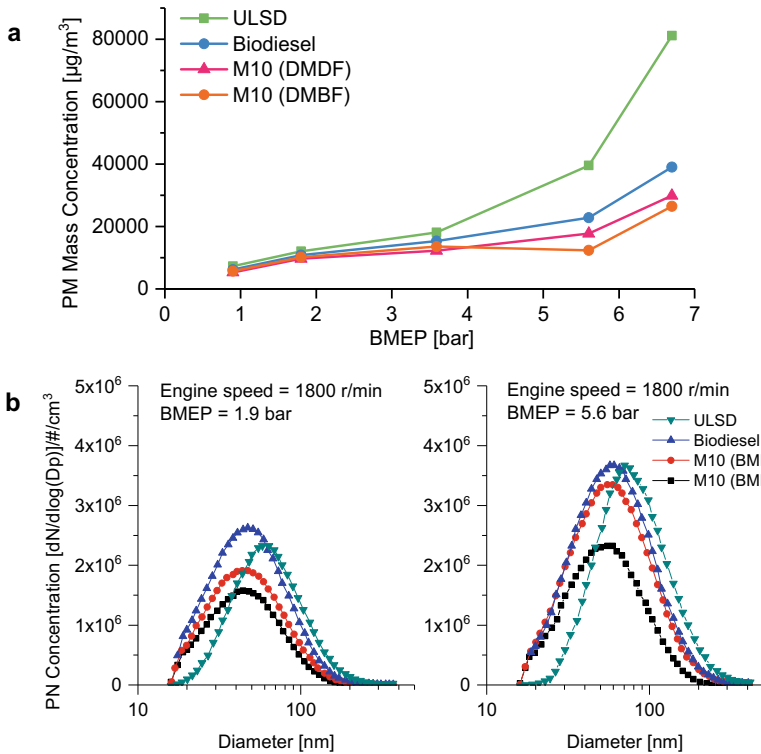 a
ULSD
Biodiesel
M10 (DMDF)
M10 (DMBF)
PM Mass Concentration [µg/m³]
80000
60000
40000
20000
0
0 1 2 3 4 5 6 7
BMEP [bar]
b
PN Concentration [dN/dlog(Dp)]/#/cm³
5x10⁶
4x10⁶
3x10⁶
2x10⁶
1x10⁶
0
Engine speed = 1800 r/min
BMEP = 1.9 bar
10 100
Diameter [nm]
5x10⁶
4x10⁶
3x10⁶
2x10⁶
1x10⁶
0
Engine speed = 1800 r/min
BMEP = 5.6 bar
ULSD
Biodiesel
M10 (BM
M10 (BM
10 100
Diameter [nm]